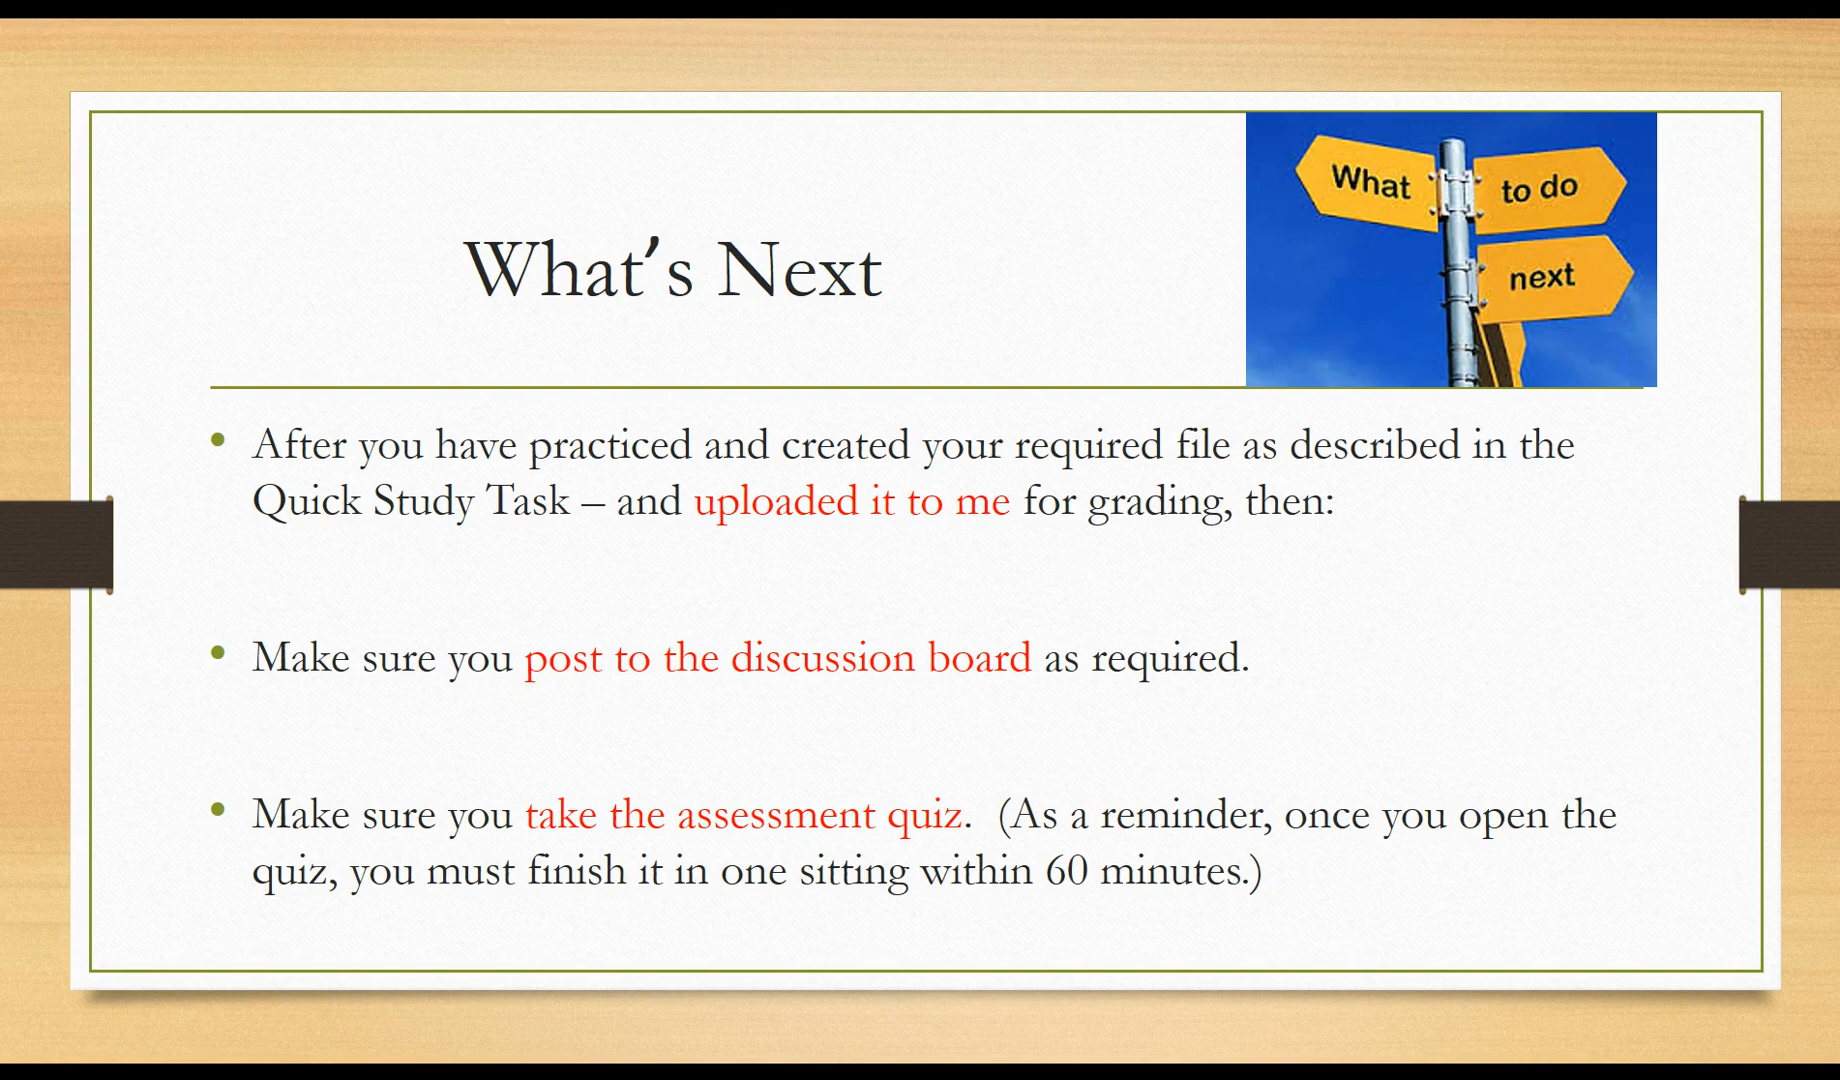 What to do
next
What's Next
• After you have practiced and created your required file as described in the
Quick Study Task – and uploaded it to me for grading, then:
• Make sure you post to the discussion board as required.
• Make sure you take the assessment quiz.  (As a reminder, once you open the
quiz, you must finish it in one sitting within 60 minutes.)